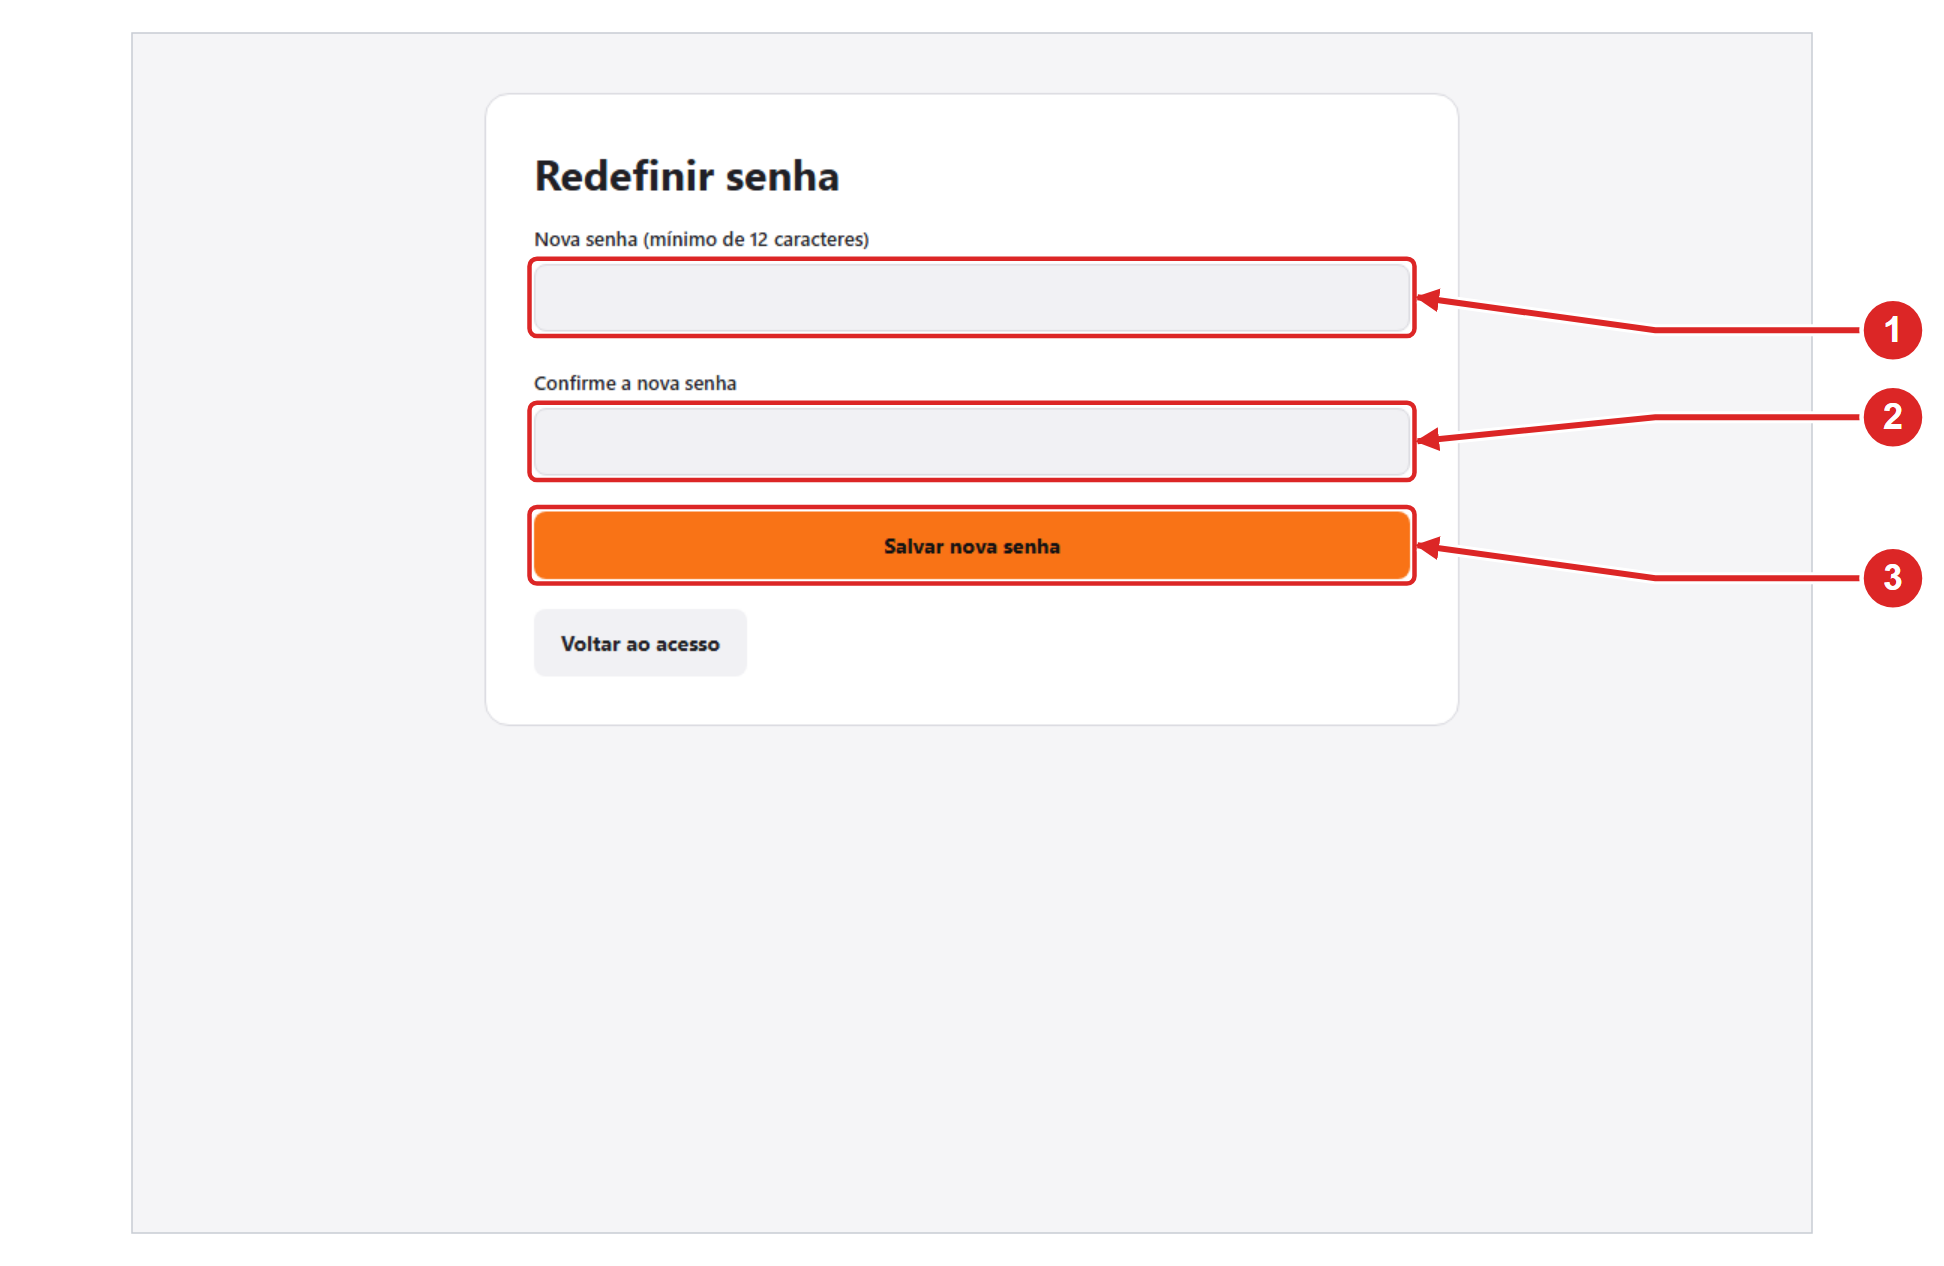 Redefinir senha
Nova senha (mínimo de 12 caracteres)
1
Confirme a nova senha
2
Salvar nova senha
3
Voltar ao acesso